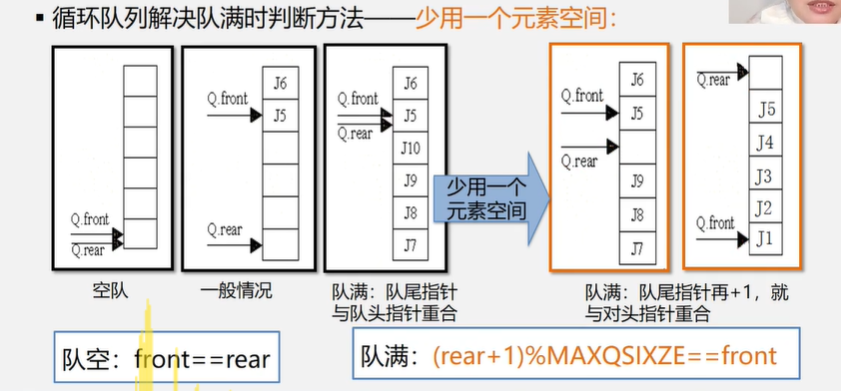 ▪ 循环队列解决队满时判断方法——少用一个元素空间：
Q.front
Q.rear
空队
J6
Q.front
J5
Q.rear
一般情况
J6
Q.front
J5
Q.rear
J10
J9
J8
J7
队满：队尾指针
与队头指针重合
少用一个
元素空间
J6
Q.front
J5
Q.rear
J9
J8
J7
Q.rear
J5
J4
J3
J2
Q.front
J1
队满：队尾指针再+1，就
与对头指针重合
队空：front==rear
队满：(rear+1)%MAXQSIXZE==front